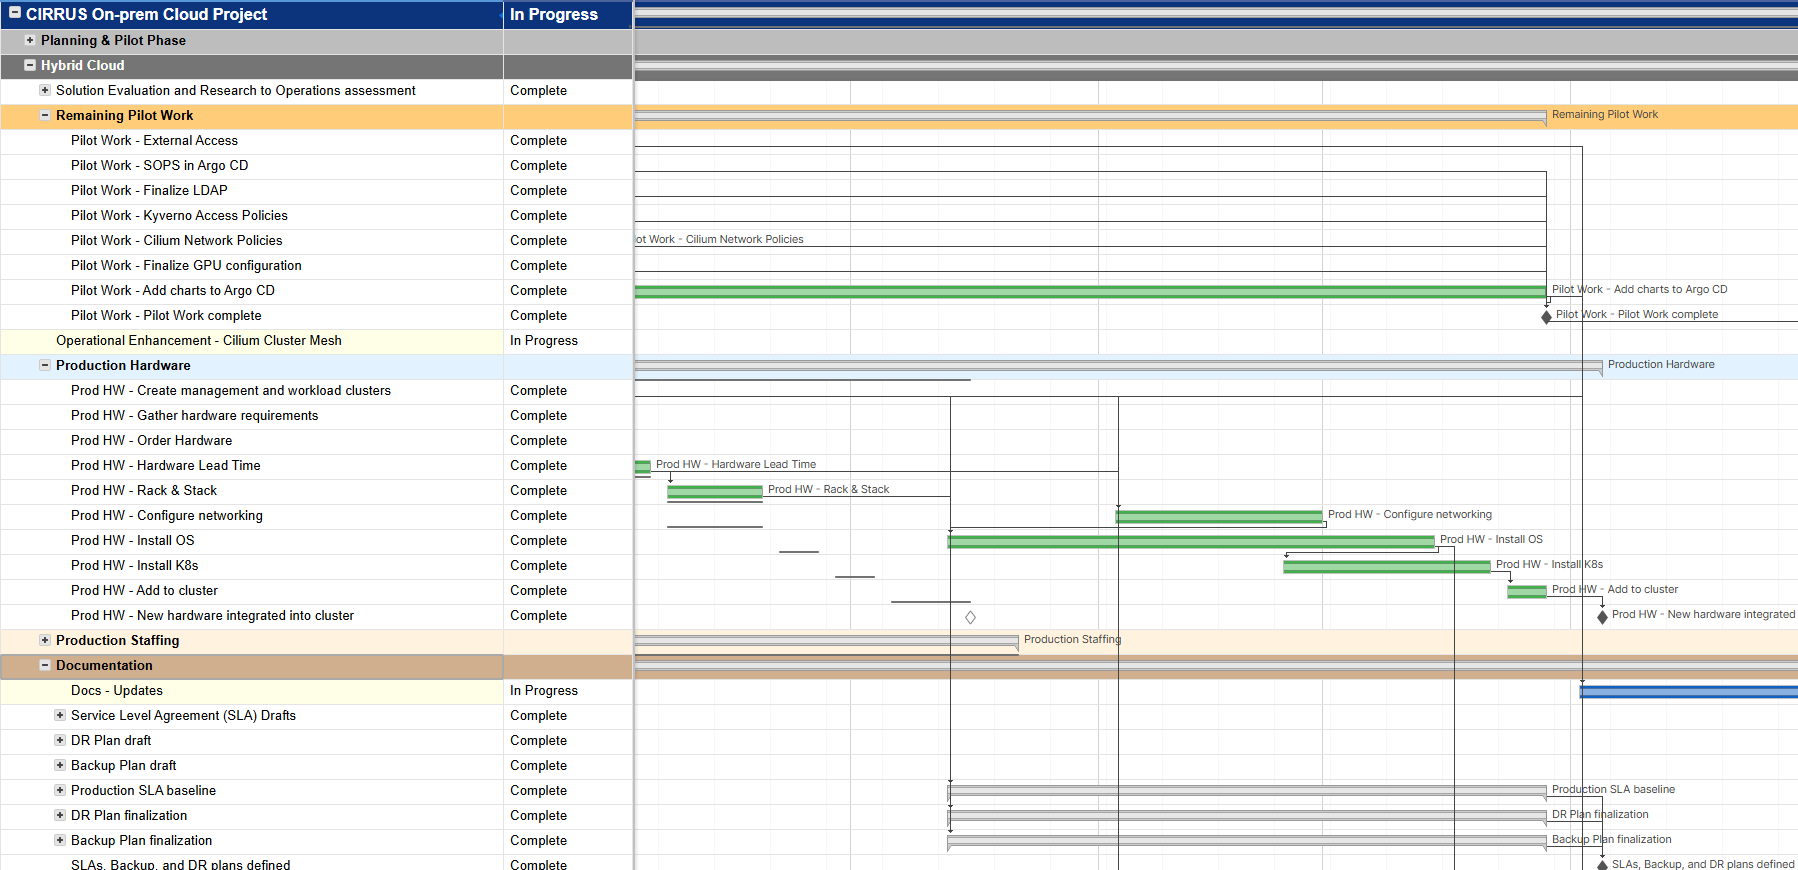 CIRRUS On-prem Cloud Project In Progress
Planning & Pilot Phase
Hybrid Cloud
Solution Evaluation and Research to Operations assessment Complete
Remaining Pilot Work Remaining Pilot Work
Pilot Work - External Access Complete
Pilot Work - SOPS in Argo CD Complete
Pilot Work - Finalize LDAP Complete
Pilot Work - Kyverno Access Policies Complete
Pilot Work - Cilium Network Policies Complete ot Work - Cilium Network Policies
Pilot Work - Finalize GPU configuration Complete
Pilot Work - Add charts to Argo CD Complete Pilot Work - Add charts to Argo CD
Pilot Work - Pilot Work complete Complete Pilot Work - Pilot Work complete
Operational Enhancement - Cilium Cluster Mesh In Progress
Production Hardware Production Hardware
Prod HW - Create management and workload clusters Complete
Prod HW - Gather hardware requirements Complete
Prod HW - Order Hardware Complete
Prod HW - Hardware Lead Time Complete Prod HW - Hardware Lead Time
Prod HW - Rack & Stack Complete Prod HW - Rack & Stack
Prod HW - Configure networking Complete Prod HW - Configure networking
Prod HW - Install OS Complete Prod HW - Install OS
Prod HW - Install K8s Complete Prod HW - Install K8s
Prod HW - Add to cluster Complete Prod HW - Add to cluster
Prod HW - New hardware integrated into cluster Complete Prod HW - New hardware integrated
Production Staffing Production Staffing
Documentation
Docs - Updates In Progress
Service Level Agreement (SLA) Drafts Complete
DR Plan draft Complete
Backup Plan draft Complete
Production SLA baseline Complete Production SLA baseline
DR Plan finalization Complete DR Plan finalization
Backup Plan finalization Complete Backup Plan finalization
SLAs, Backup, and DR plans defined Complete SLAs, Backup, and DR plans defined